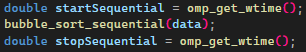 double startSequential = omp_get_wtime();
bubble_sort_sequential(data);
double stopSequential = omp_get_wtime();